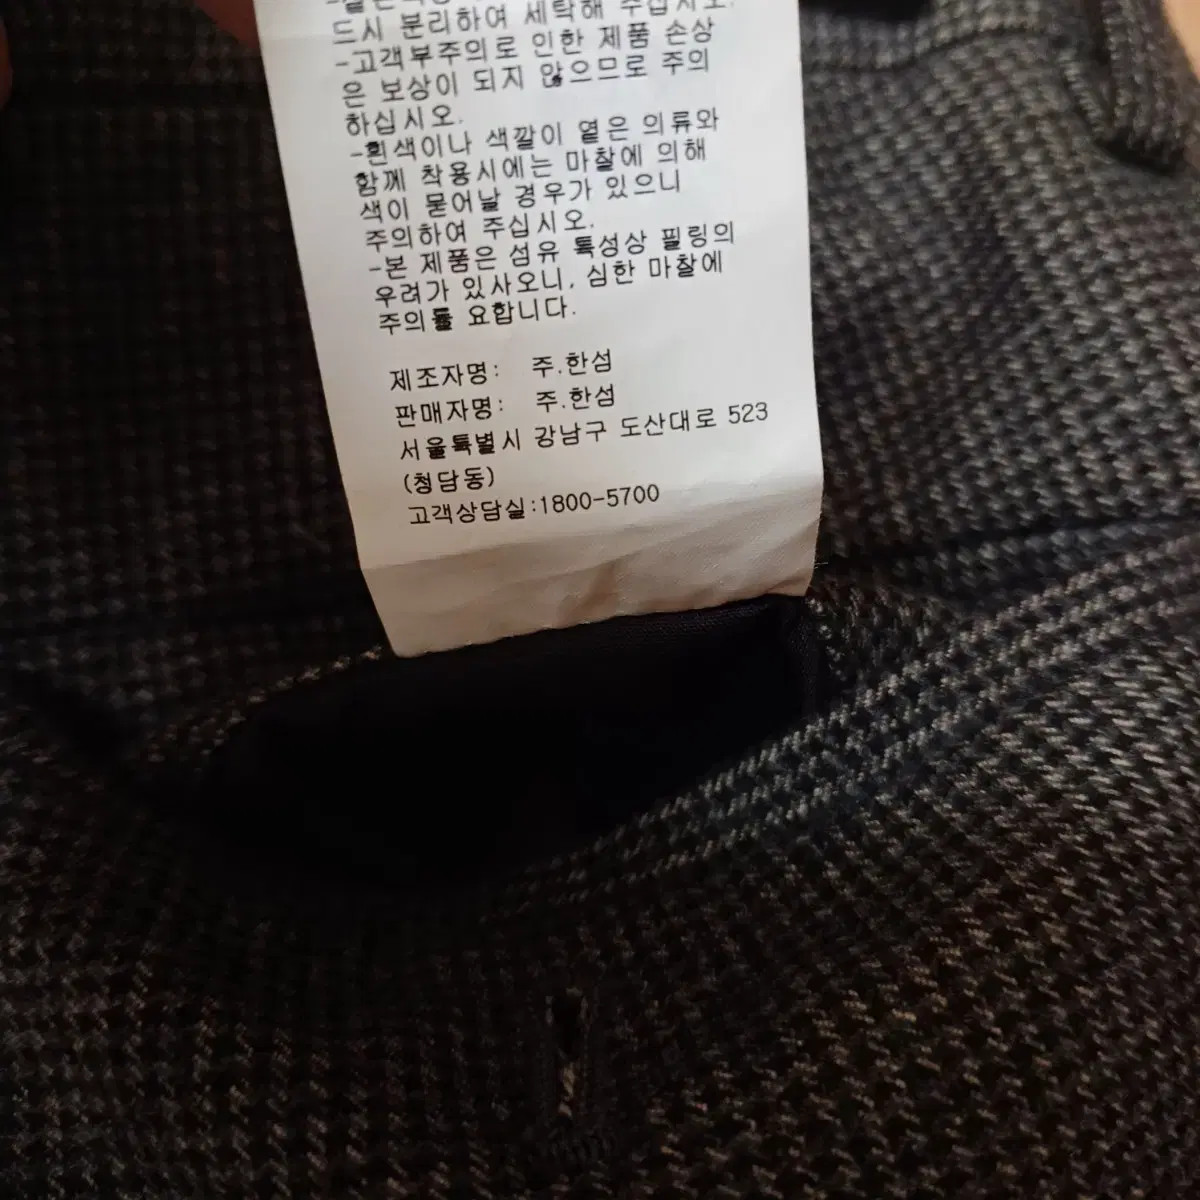 드시 분리하여 세탁해 주십시오.
-고객부주의로 인한 제품 손상
은 보상이 되지 않으므로 주의
하십시오.
-흰색이나 색깔이 옅은 의류와
함께 착용시에는 마찰에 의해
색이 묻어날 경우가 있으니
주의하여 주십시오.
-본 제품은 섬유 특성상 필링의
우려가 있사오니, 심한 마찰에
주의를 요합니다.
제조자명: 주.한섬
판매자명: 주.한섬
서울특별시 강남구 도산대로 523
(청담동)
고객상담실:1800-5700